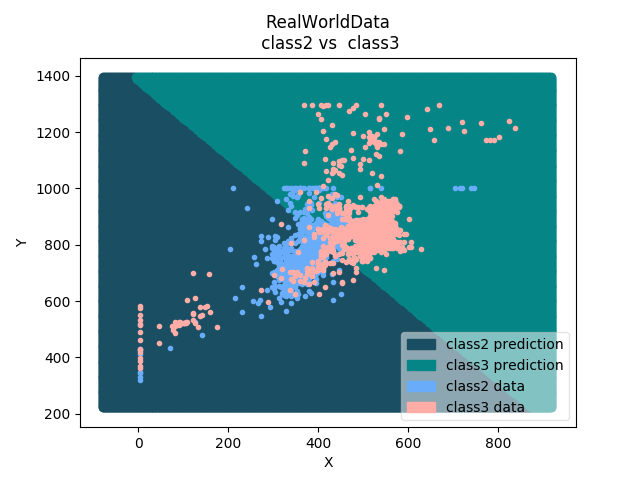 RealWorldData
class2 vs  class3
1400
1200
1000
800
600
400
200
Y
0
200
400
600
800
X
class2 prediction
class3 prediction
class2 data
class3 data